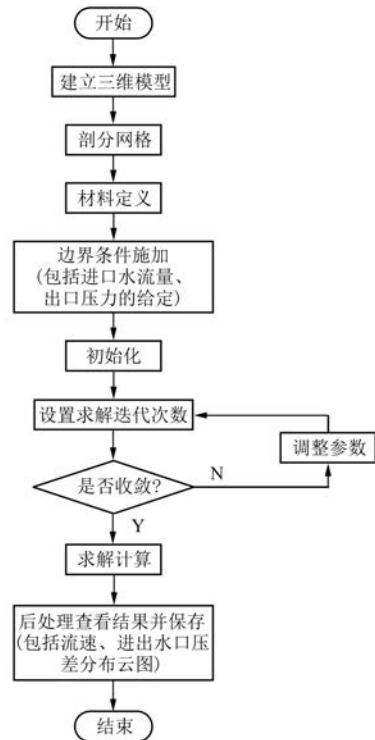 开始
建立三维模型
剖分网格
材料定义
边界条件施加
(包括进口水流量、
出口压力的给定)
初始化
设置求解迭代次数
调整参数
是否收敛?
N
Y
求解计算
后处理查看结果并保存
(包括流速、进出水口压
差分布云图)
结束